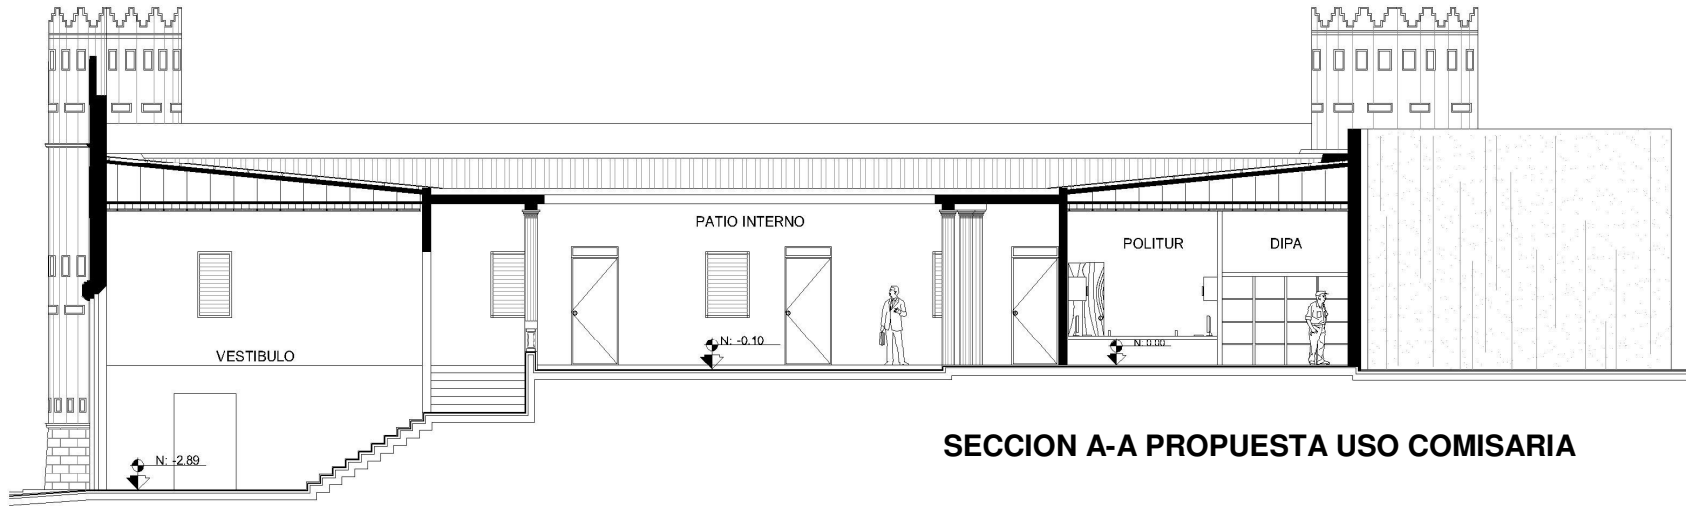 PATIO INTERNO
POLITUR
DIPA
N: -0.10
N: 0.00
VESTIBULO
N: -2.89
SECCION A-A PROPUESTA USO COMISARIA